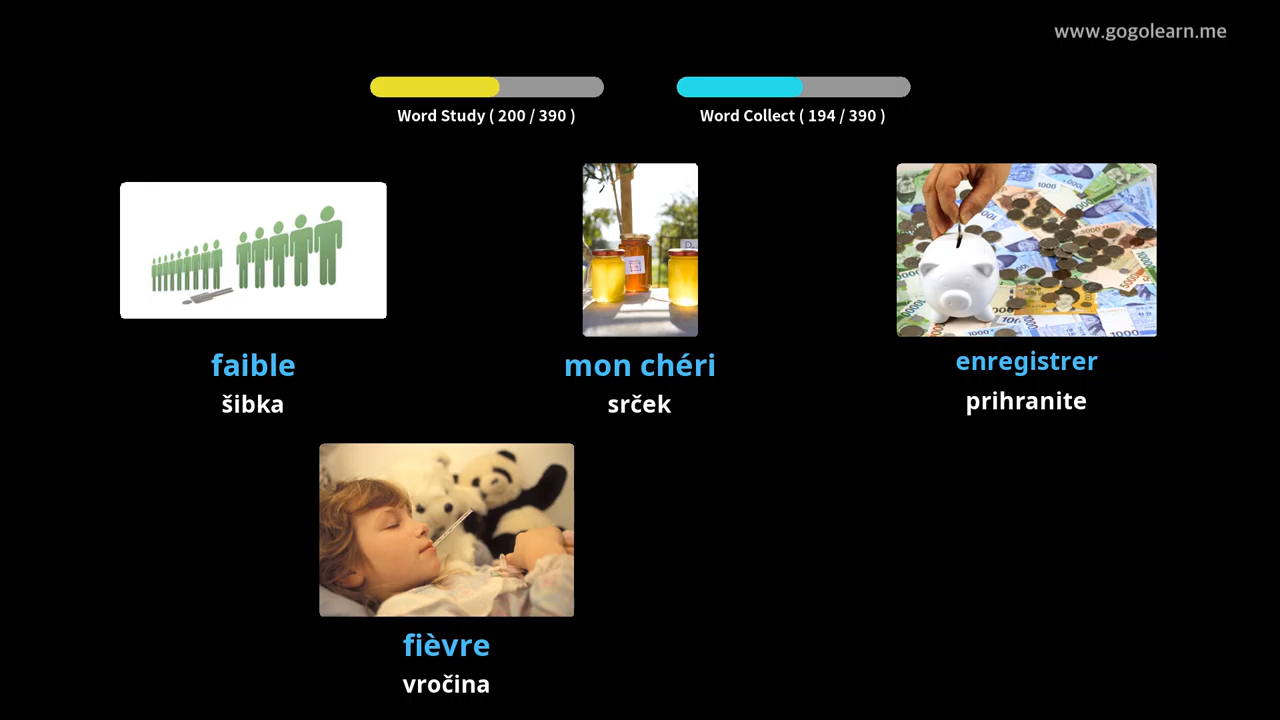 www.gogolearn.me
Word Study ( 200 / 390 )
Word Collect ( 194 / 390 )
faible
šibka
mon chéri
srček
enregistrer
prihranite
fièvre
vročina